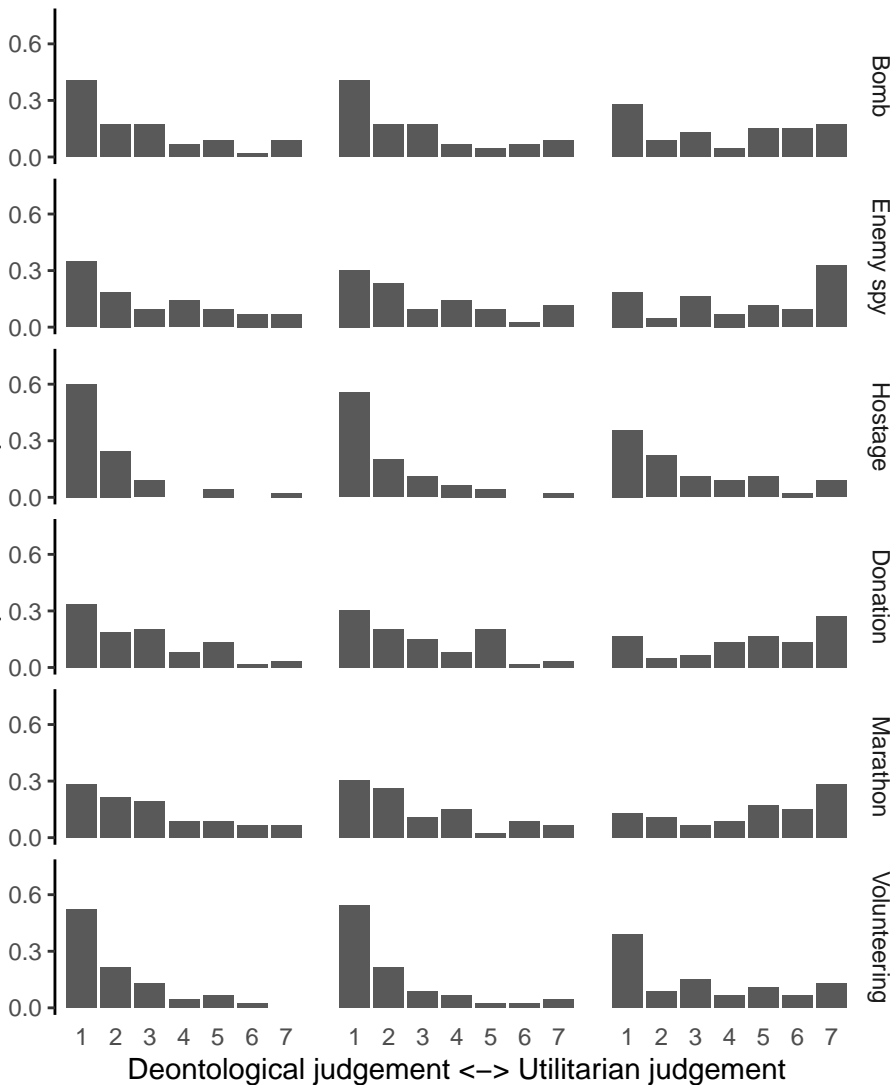 0.6
0.3
0.0
Bomb
0.6
0.3
0.0
Enemy spy
0.6
0.3
0.0
Hostage
0.6
0.3
0.0
Donation
0.6
0.3
0.0
Marathon
0.6
0.3
0.0
Volunteering
1 2 3 4 5 6 7 1 2 3 4 5 6 7 1 2 3 4 5 6 7
Deontological judgement <−> Utilitarian judgement